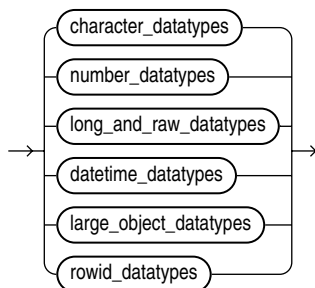 character_datatypes
number_datatypes
long_and_raw_datatypes
datetime_datatypes
large_object_datatypes
rowid_datatypes